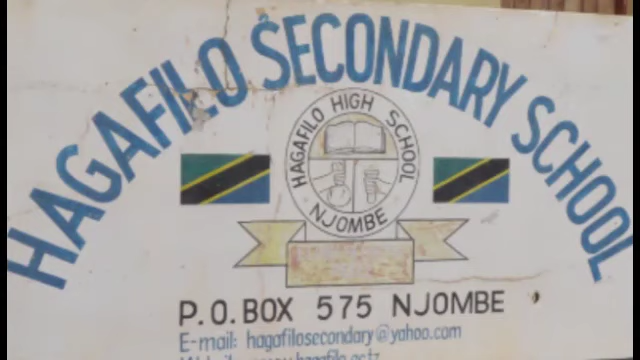 HAGAFILO SECONDARY SCHOOL
HAGAFILO HIGH SCHOOL
NJOMBE
P.O. BOX 575 NJOMBE
E-mail: hagafilosecondary@yahoo.com